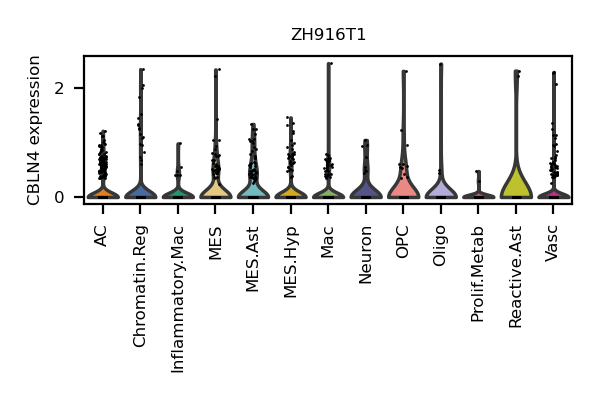 ZH916T1
CBLN4 expression
2
0
AC
Chromatin.Reg
Inflammatory.Mac
MES
MES.Ast
MES.Hyp
Mac
Neuron
OPC
Oligo
Prolif.Metab
Reactive.Ast
Vasc